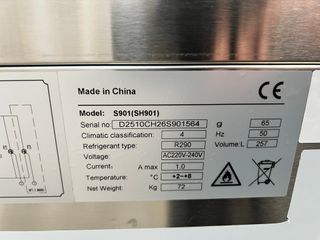 Made in China
CE
Model: S901(SH901)
Serial no: D2510CH26S901564 g 65
Climatic classification: 4 Hz 50
Refrigerant type: R290 Volume:L 257
Voltage: AC220V-240V
Current: A max 1.0
Temperature: °C +2~+8
Net Weight: Kg 72